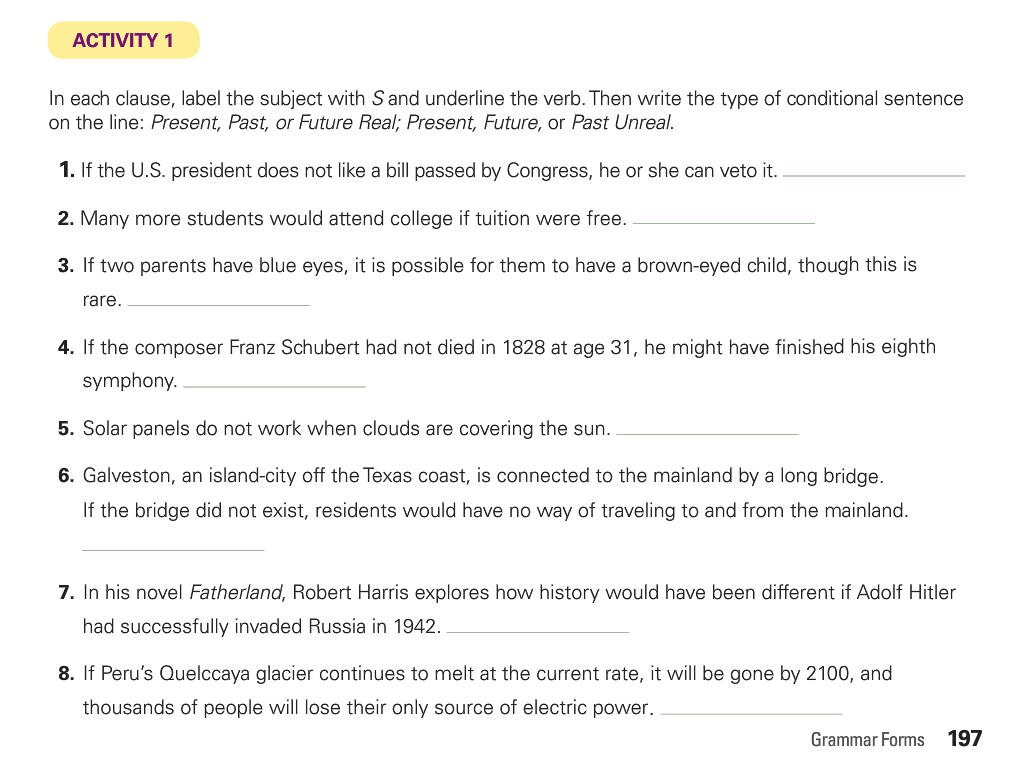 ACTIVITY 1
In each clause, label the subject with S and underline the verb. Then write the type of conditional sentence
on the line: Present, Past, or Future Real; Present, Future, or Past Unreal.
1. If the U.S. president does not like a bill passed by Congress, he or she can veto it.
2. Many more students would attend college if tuition were free.
3. If two parents have blue eyes, it is possible for them to have a brown-eyed child, though this is
rare.
4. If the composer Franz Schubert had not died in 1828 at age 31, he might have finished his eighth
symphony.
5. Solar panels do not work when clouds are covering the sun.
6. Galveston, an island-city off the Texas coast, is connected to the mainland by a long bridge.
If the bridge did not exist, residents would have no way of traveling to and from the mainland.
7. In his novel Fatherland, Robert Harris explores how history would have been different if Adolf Hitler
had successfully invaded Russia in 1942.
8. If Peru's Quelccaya glacier continues to melt at the current rate, it will be gone by 2100, and
thousands of people will lose their only source of electric power.
Grammar Forms 197